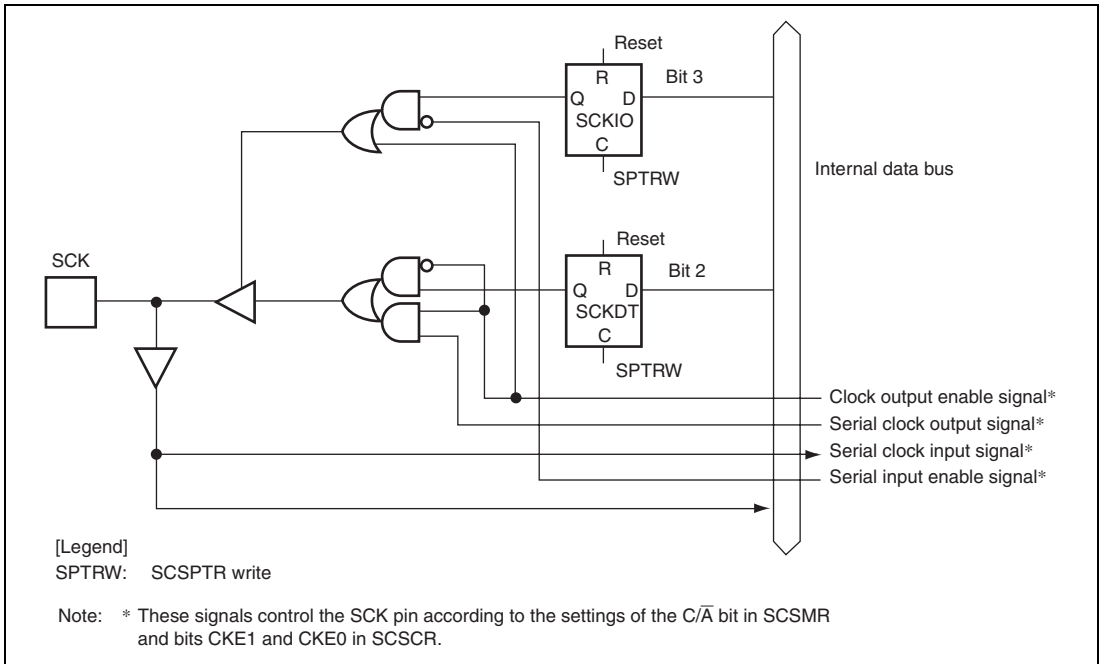 Reset
R
Bit 3
Q D
SCKIO
C
SPTRW
Internal data bus
Reset
SCK
R
Bit 2
Q D
SCKDT
C
SPTRW
Clock output enable signal*
Serial clock output signal*
Serial clock input signal*
Serial input enable signal*
[Legend]
SPTRW: SCSPTR write
Note: * These signals control the SCK pin according to the settings of the C/A̅ bit in SCSMR
and bits CKE1 and CKE0 in SCSCR.